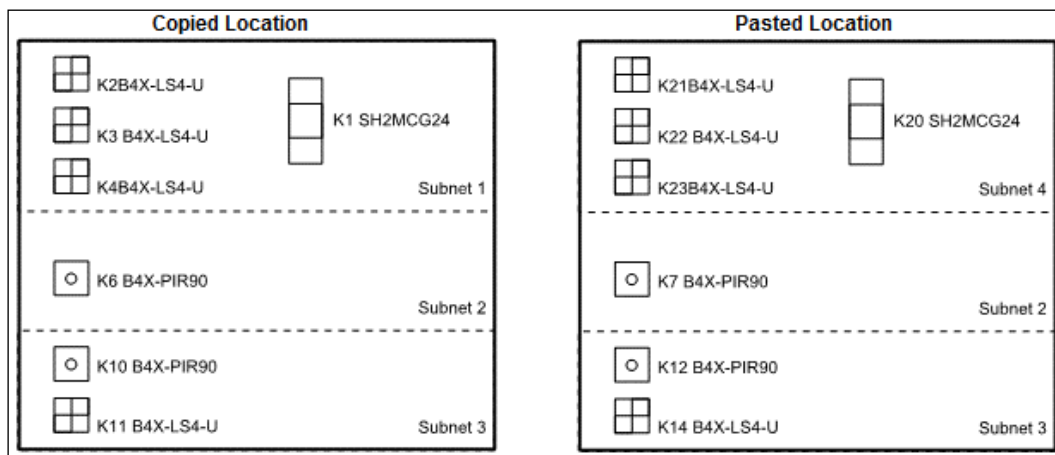 Copied Location
K2B4X-LS4-U
K3 B4X-LS4-U
K1 SH2MCG24
K4B4X-LS4-U
Subnet 1
K6 B4X-PIR90
Subnet 2
K10 B4X-PIR90
K11 B4X-LS4-U
Subnet 3
Pasted Location
K21B4X-LS4-U
K22 B4X-LS4-U
K20 SH2MCG24
K23B4X-LS4-U
Subnet 4
K7 B4X-PIR90
Subnet 2
K12 B4X-PIR90
K14 B4X-LS4-U
Subnet 3